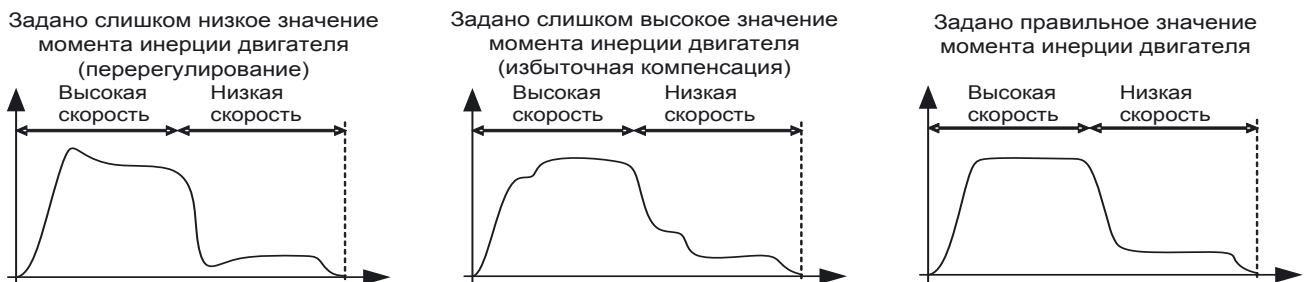 Задано слишком низкое значение
момента инерции двигателя
(перерегулирование)
Высокая
скорость
Низкая
скорость
Задано слишком высокое значение
момента инерции двигателя
(избыточная компенсация)
Высокая
скорость
Низкая
скорость
Задано правильное значение
момента инерции двигателя
Высокая
скорость
Низкая
скорость